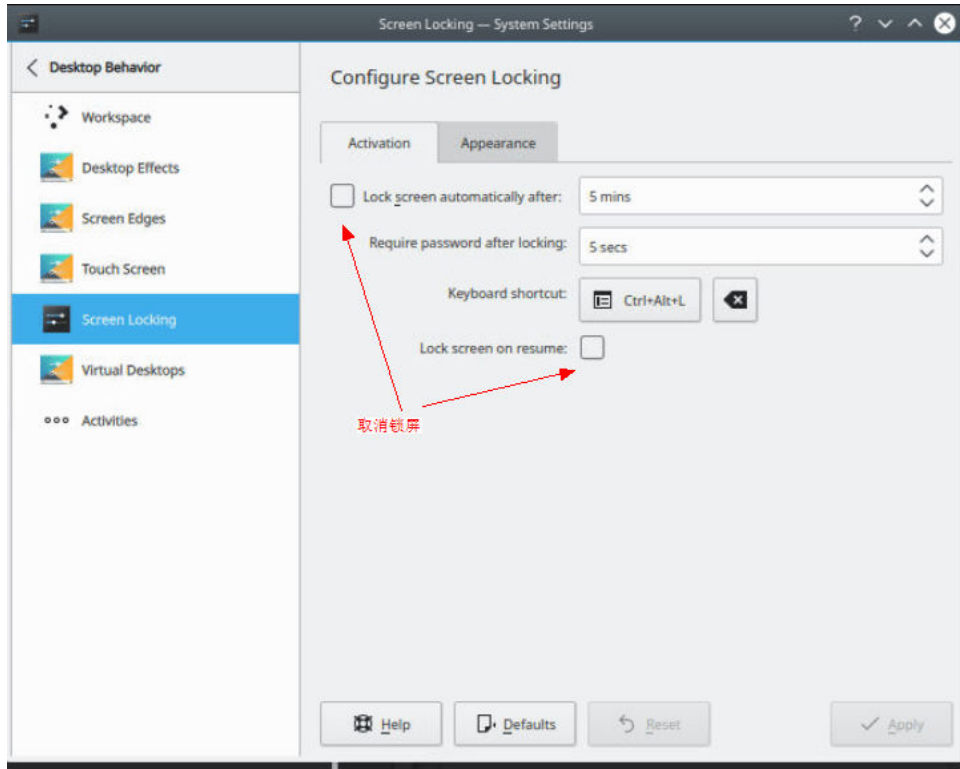 Screen Locking — System Settings
Desktop Behavior
Workspace
Desktop Effects
Screen Edges
Touch Screen
Screen Locking
Virtual Desktops
Activities
Configure Screen Locking
Activation Appearance
Lock screen automatically after: 5 mins
Require password after locking: 5 secs
Keyboard shortcut: Ctrl+Alt+L
Lock screen on resume:
取消锁屏
Help Defaults Reset Apply